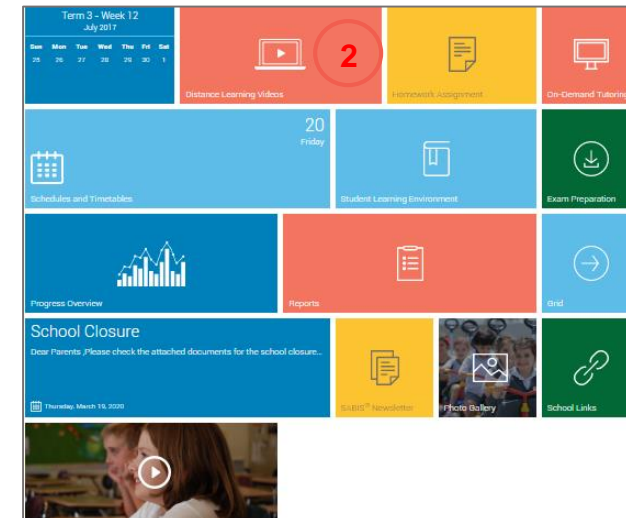 Term 3 - Week 12
July 2017
Sun Mon Tue Wed Thu Fri Sat
25 26 27 28 29 30 1
2
Distance Learning Videos
Homework Assignment
On-Demand Tutoring
20
Friday
Schedules and Timetables
Student Learning Environment
Exam Preparation
Progress Overview
Reports
Grid
School Closure
Dear Parents ,Please check the attached documents for the school closure...
Thursday, March 19, 2020
SABIS® Newsletter
Photo Gallery
School Links